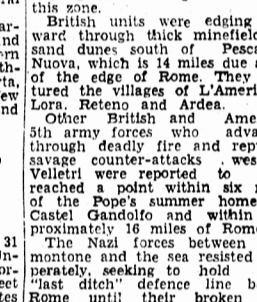 this zone.
British units were edging
ward through thick minefield
sand dunes south of Pesca
Nuova, which is 14 miles due s
of the edge of Rome. They
tured the villages of L'Ameri
Lora. Reteno and Ardea.
Other British and Ame
5th army forces who adva
through deadly fire and rep
savage counter-attacks . wes
Velletri were reported to
reached a point within six
of the Pope's summer home
Castel Gandolfo and within
proximately 16 miles of Rom
The Nazi forces between
montone and the sea resisted
perately, seeking to hold
"last ditch" defence line b
Rome until their broken
ar-
nd
rn
th-
ta,
ew
nd
31
n-
or-
ect
tes